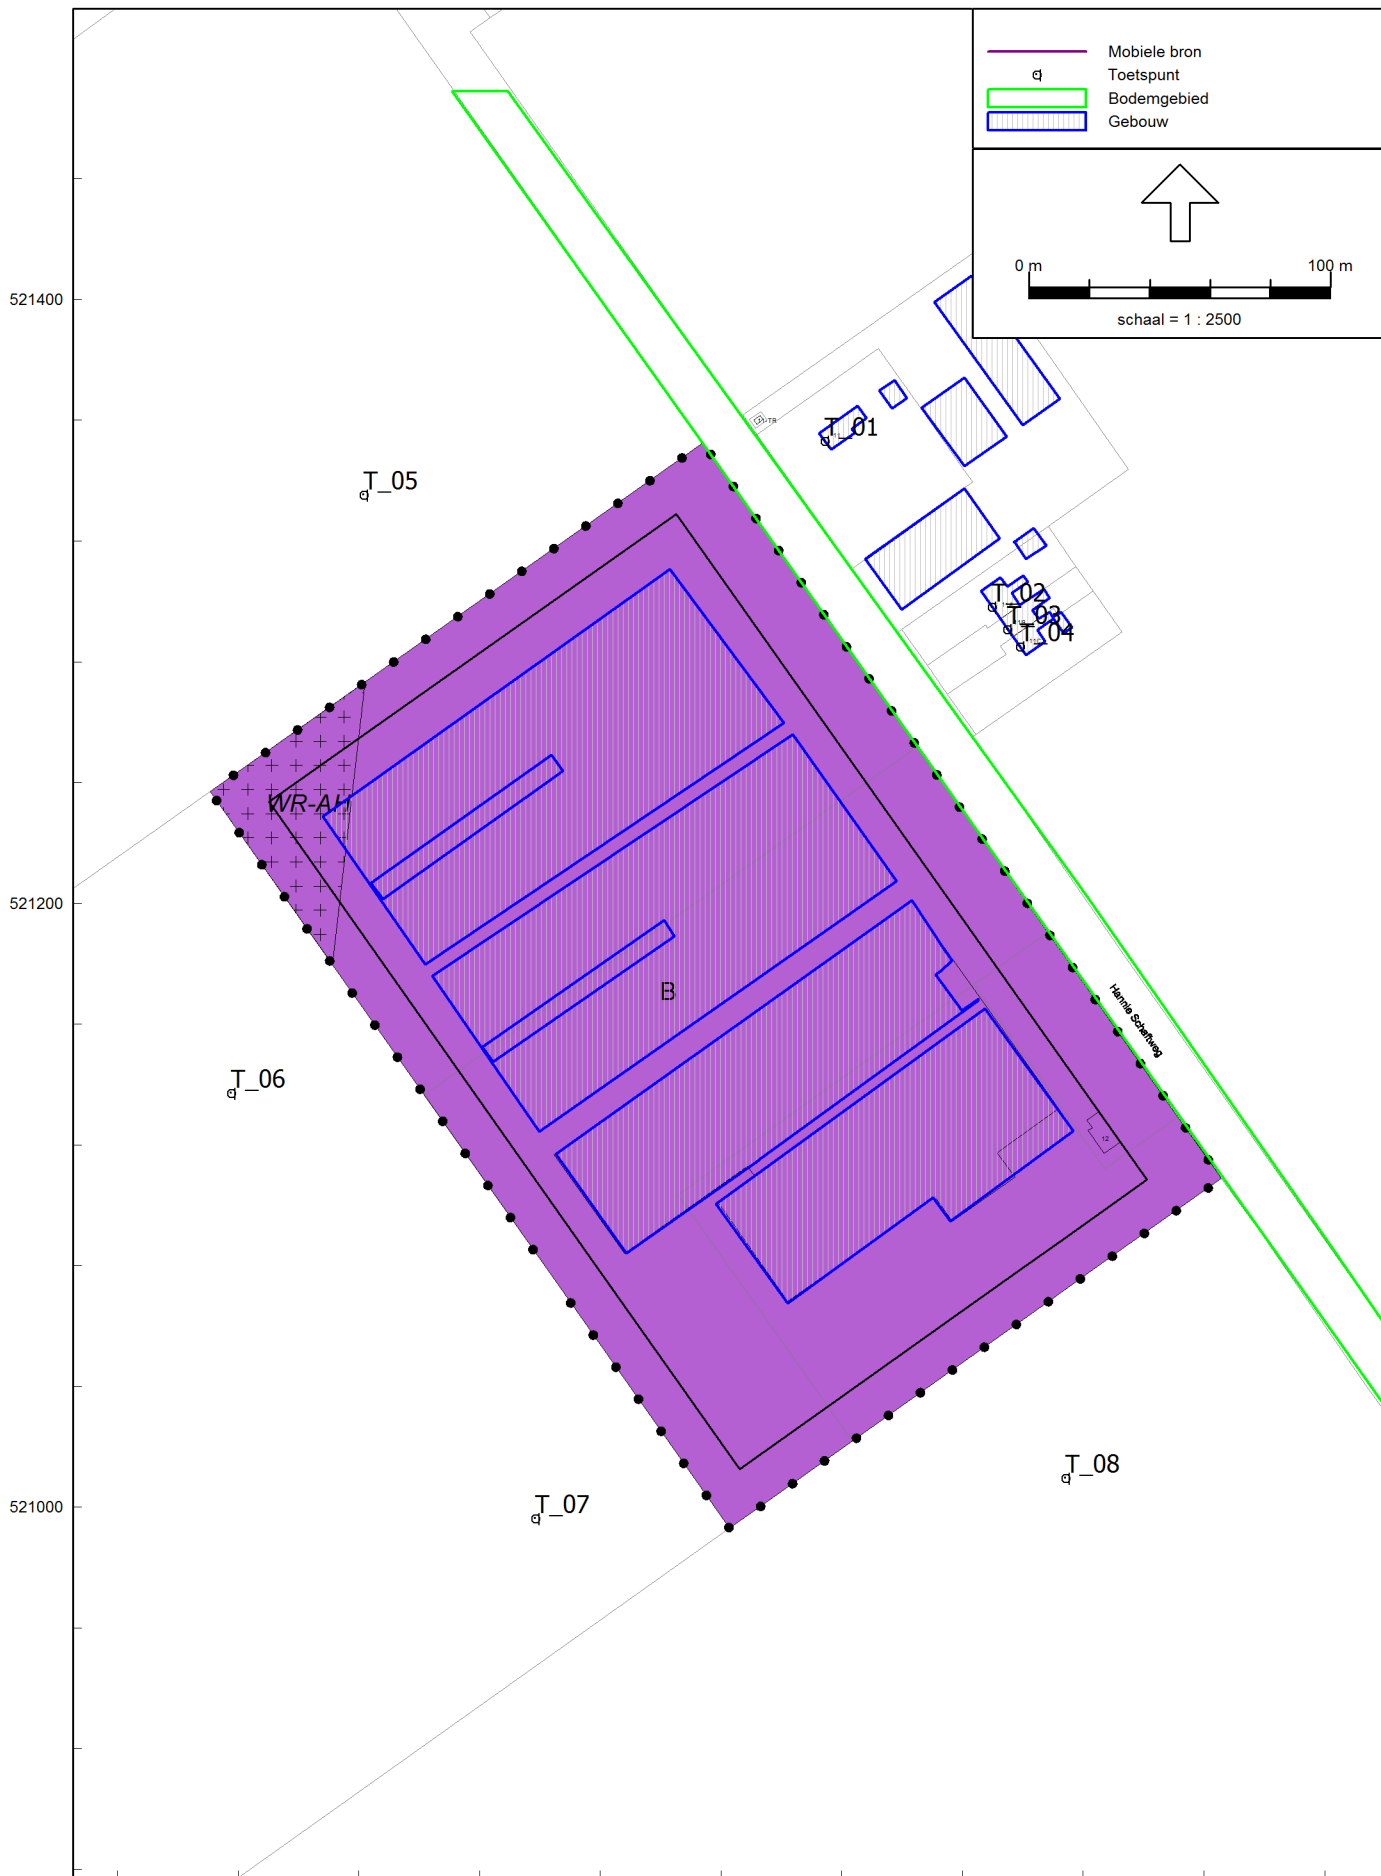 Mobiele bron
Toetspunt
Bodemgebied
Gebouw
0 m 100 m
schaal = 1 : 2500
521400
T_01
T_05
T_02
T_03
T_04
WR-AH
521200
B
Hannie Schaftweg
T_06
12
T_08
521000
T_07